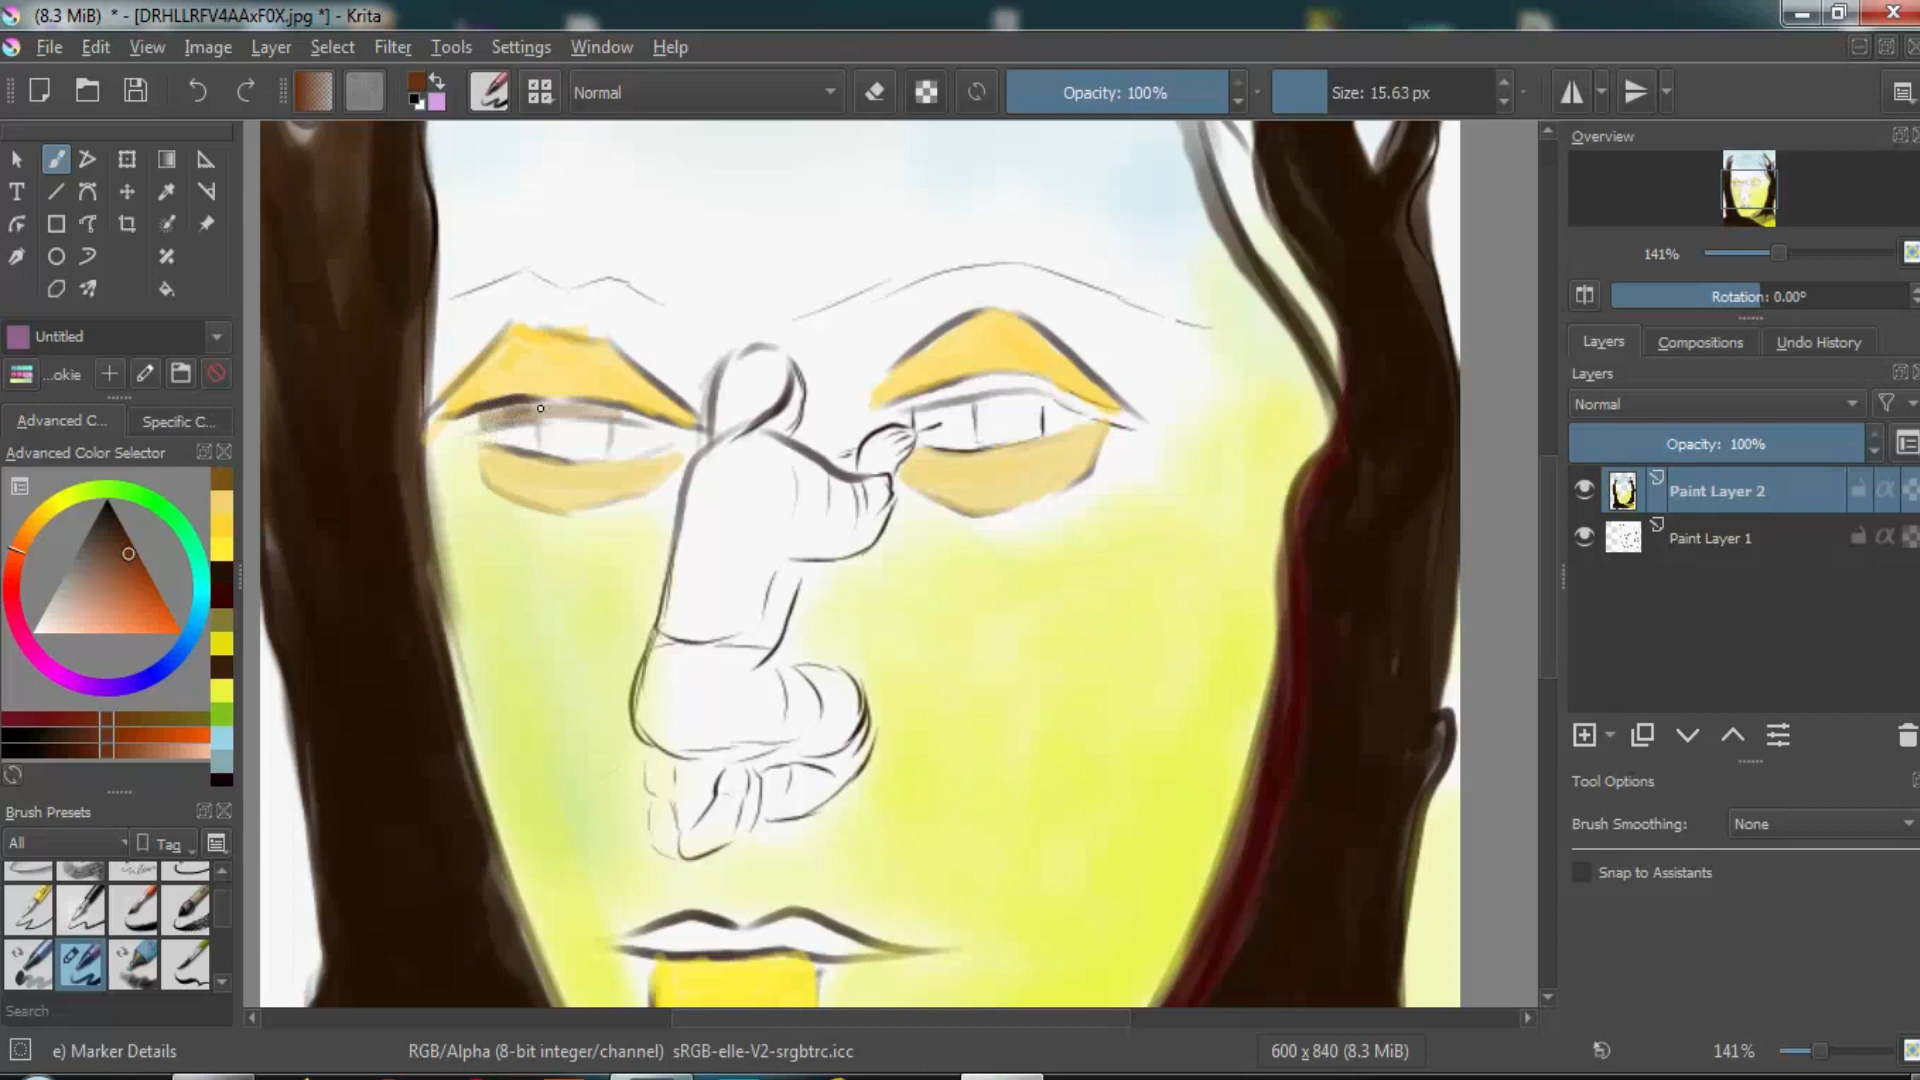 (8.3 MiB) * - [DRHLLRFV4AAxF0X.jpg *] - Krita
File Edit View Image Layer Select Filter Tools Settings Window Help
Normal
Opacity: 100%
Size: 15.63 px
Overview
141%
Rotation: 0.00°
Untitled
...okie
Advanced C...
Specific C...
Advanced Color Selector
Layers Compositions Undo History
Layers
Normal
Opacity: 100%
Paint Layer 2
Paint Layer 1
Tool Options
Brush Smoothing: None
Snap to Assistants
Brush Presets
All
Tag
Search
e) Marker Details
RGB/Alpha (8-bit integer/channel) sRGB-elle-V2-srgbtrc.icc
600 x 840 (8.3 MiB)
141%